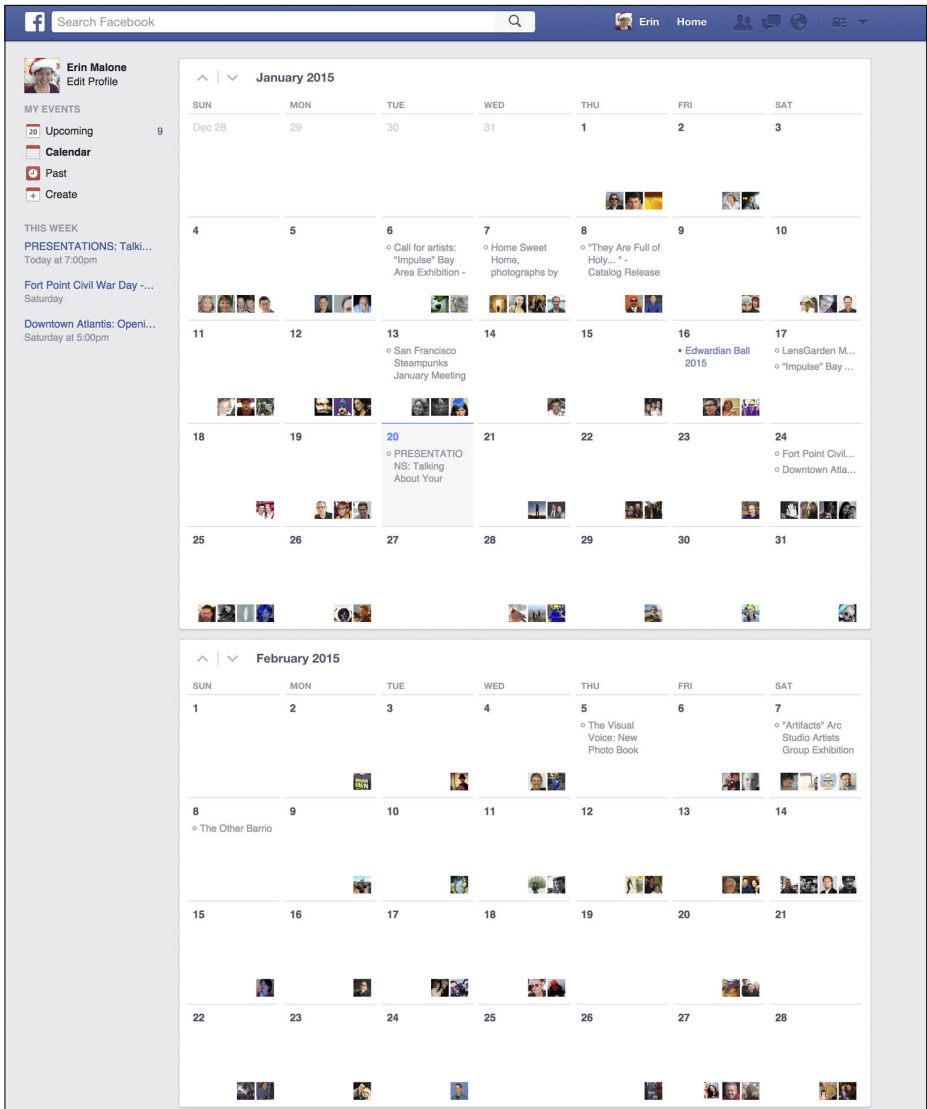 f Search Facebook Erin Home
Erin Malone
Edit Profile
MY EVENTS
20 Upcoming 9
Calendar
Past
Create
THIS WEEK
PRESENTATIONS: Talki...
Today at 7:00pm
Fort Point Civil War Day -...
Saturday
Downtown Atlantis: Openi...
Saturday at 5:00pm
January 2015
SUN MON TUE WED THU FRI SAT
Dec 28 29 30 31 1 2 3
4 5 6 7 8 9 10
Call for artists:
"Impulse" Bay
Area Exhibition -
Home Sweet
Home,
photographs by
"They Are Full of
Holy... " -
Catalog Release
11 12 13 14 15 16 17
San Francisco
Steampunks
January Meeting
Edwardian Ball
2015
LensGarden M...
"Impulse" Bay ...
18 19 20 21 22 23 24
PRESENTATIO
NS: Talking
About Your
Fort Point Civil...
Downtown Atla...
25 26 27 28 29 30 31
February 2015
SUN MON TUE WED THU FRI SAT
1 2 3 4 5 6 7
The Visual
Voice: New
Photo Book
"Artifacts" Arc
Studio Artists
Group Exhibition
8 9 10 11 12 13 14
The Other Barrio
15 16 17 18 19 20 21
22 23 24 25 26 27 28